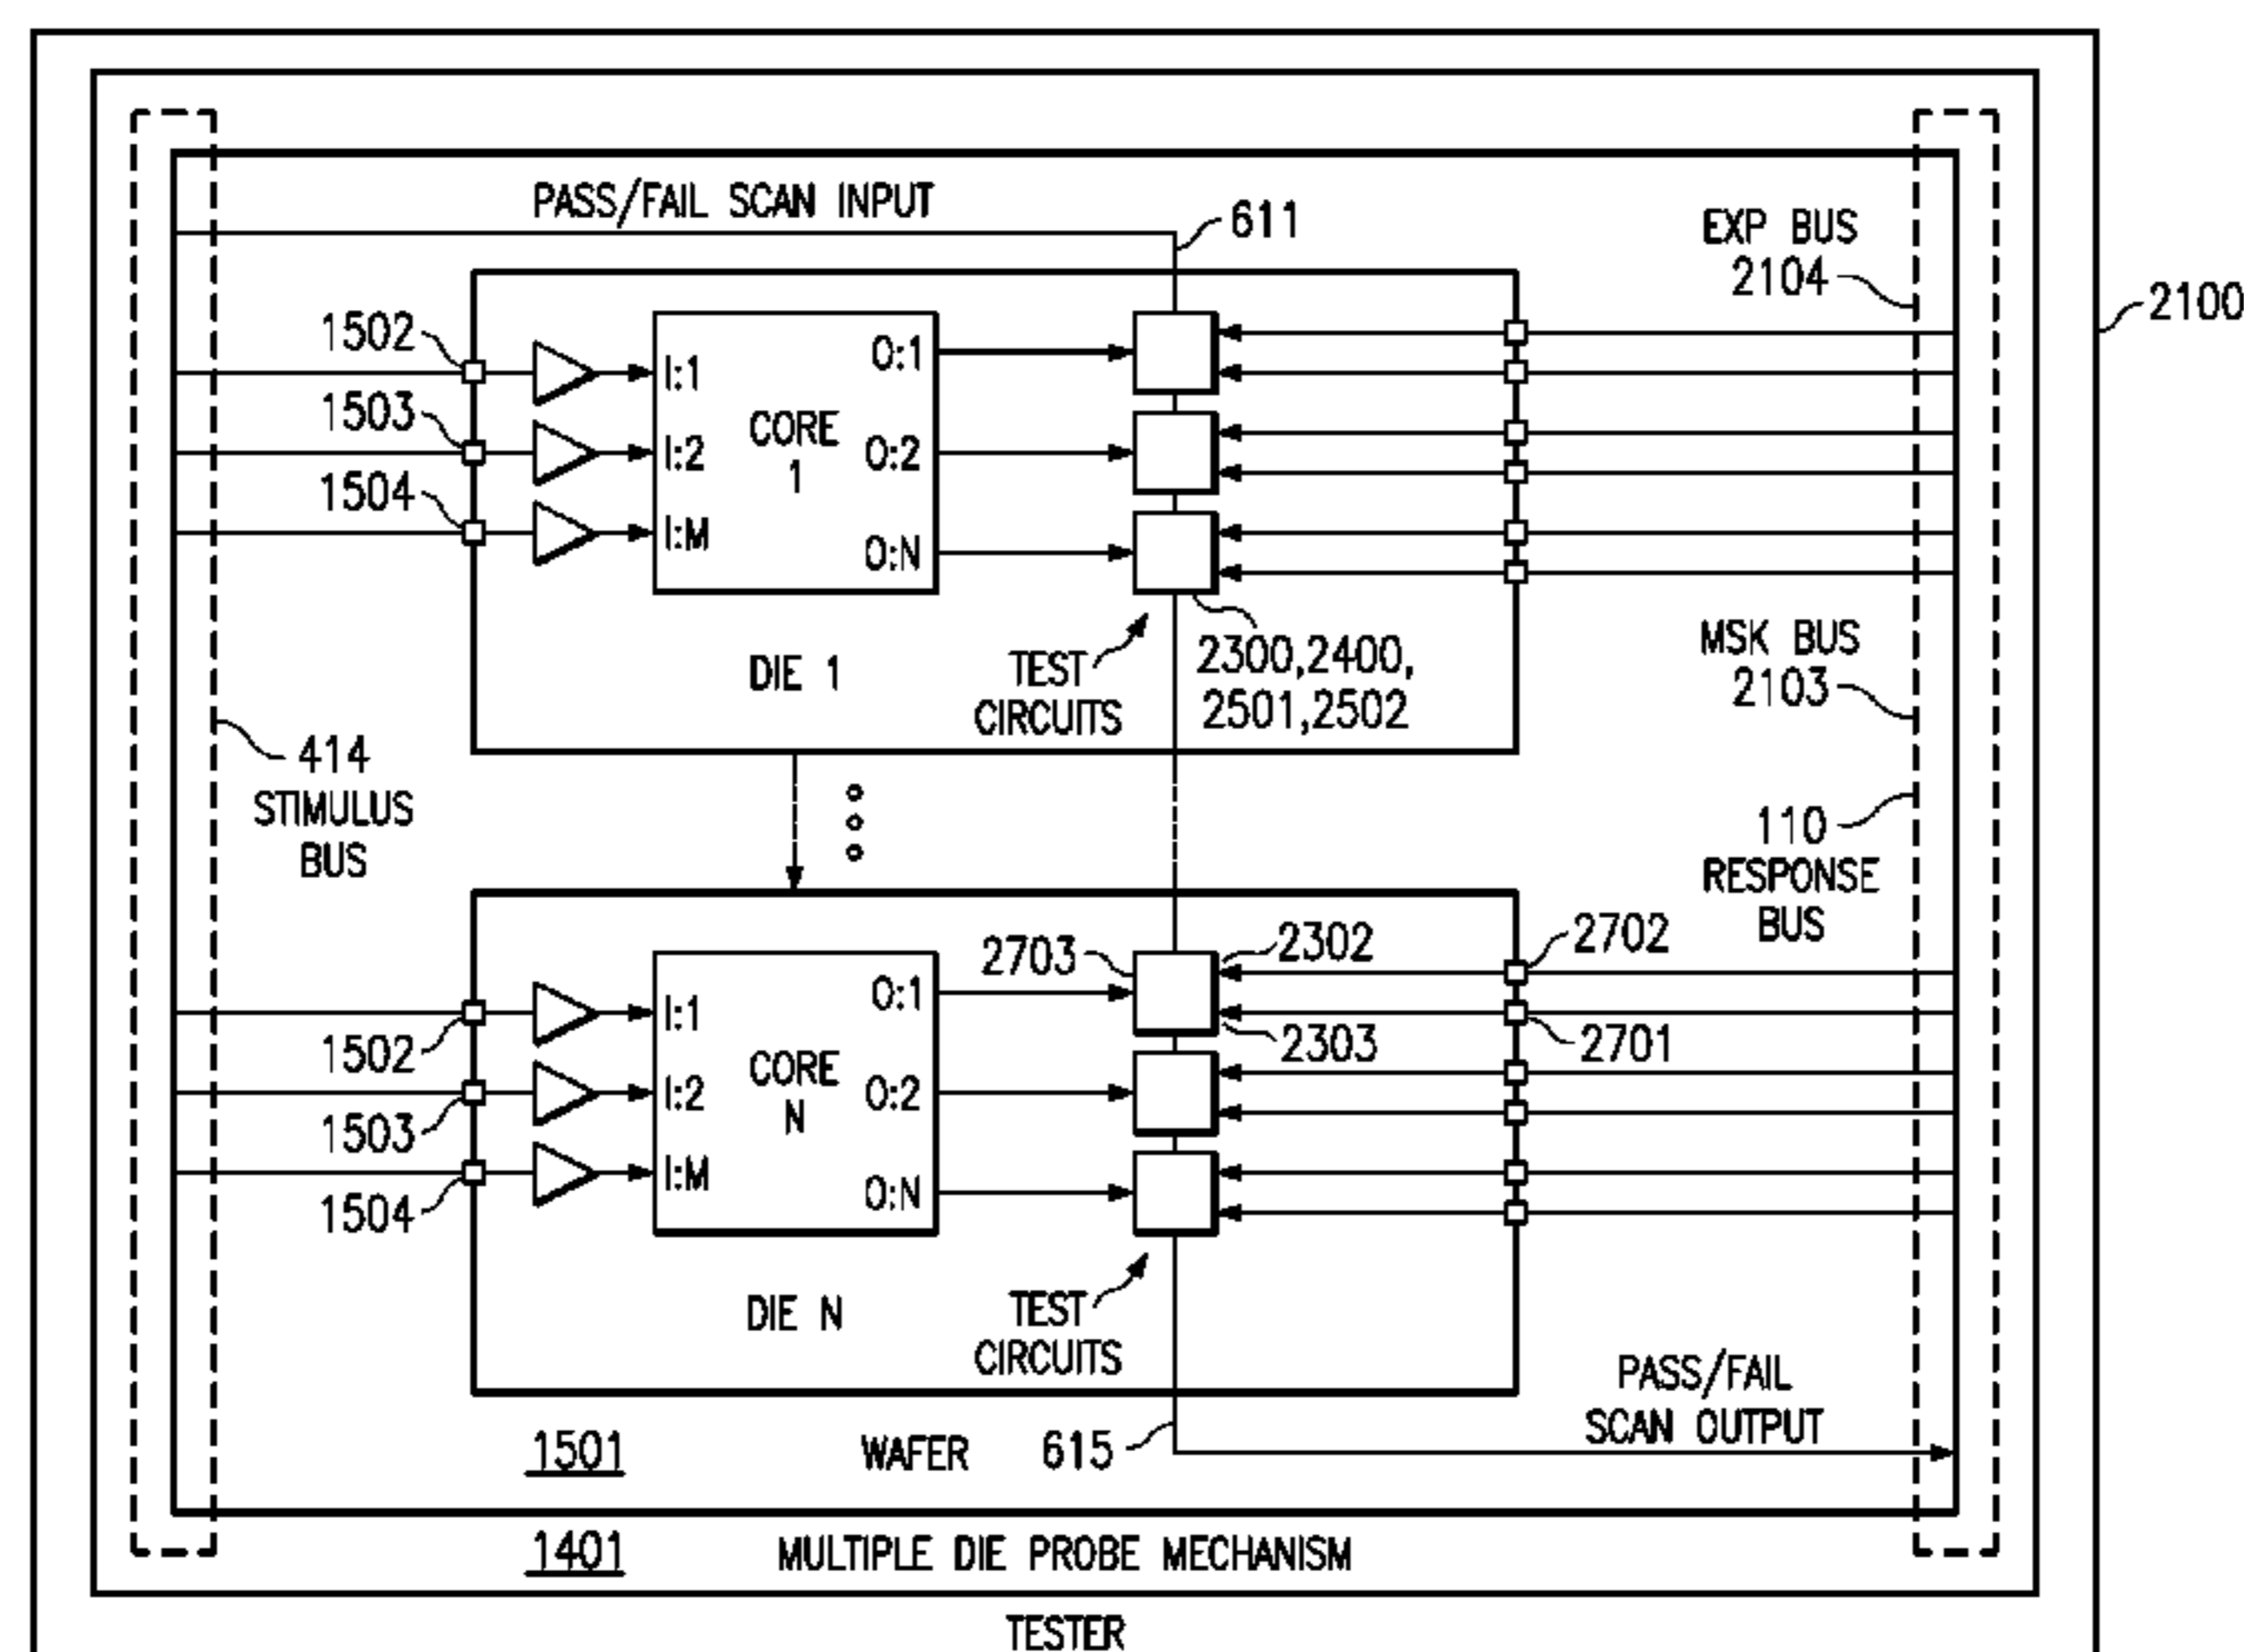 PASS/FAIL SCAN INPUT
611
EXP BUS
2104
2100
1502
1503
1504
I:1
I:2
I:M
CORE
1
O:1
O:2
O:N
DIE 1
TEST
CIRCUITS
2300,2400,
2501,2502
MSK BUS
2103
414
STIMULUS
BUS
110
RESPONSE
BUS
2703
2302
2303
2702
2701
1502
1503
1504
I:1
I:2
I:M
CORE
N
O:1
O:2
O:N
DIE N
TEST
CIRCUITS
PASS/FAIL
SCAN OUTPUT
1501
WAFER
615
1401
MULTIPLE DIE PROBE MECHANISM
TESTER